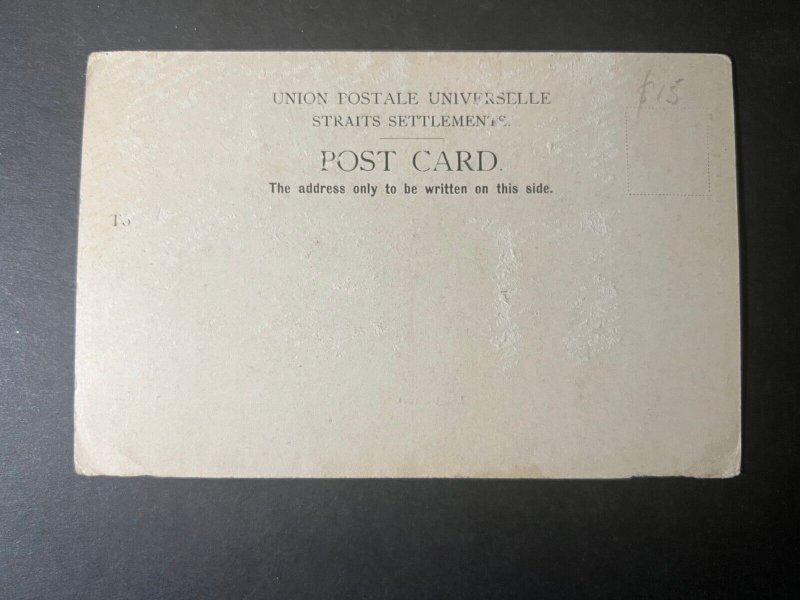 $15
UNION POSTALE UNIVERSELLE
STRAITS SETTLEMENTS.
POST CARD.
The address only to be written on this side.
To